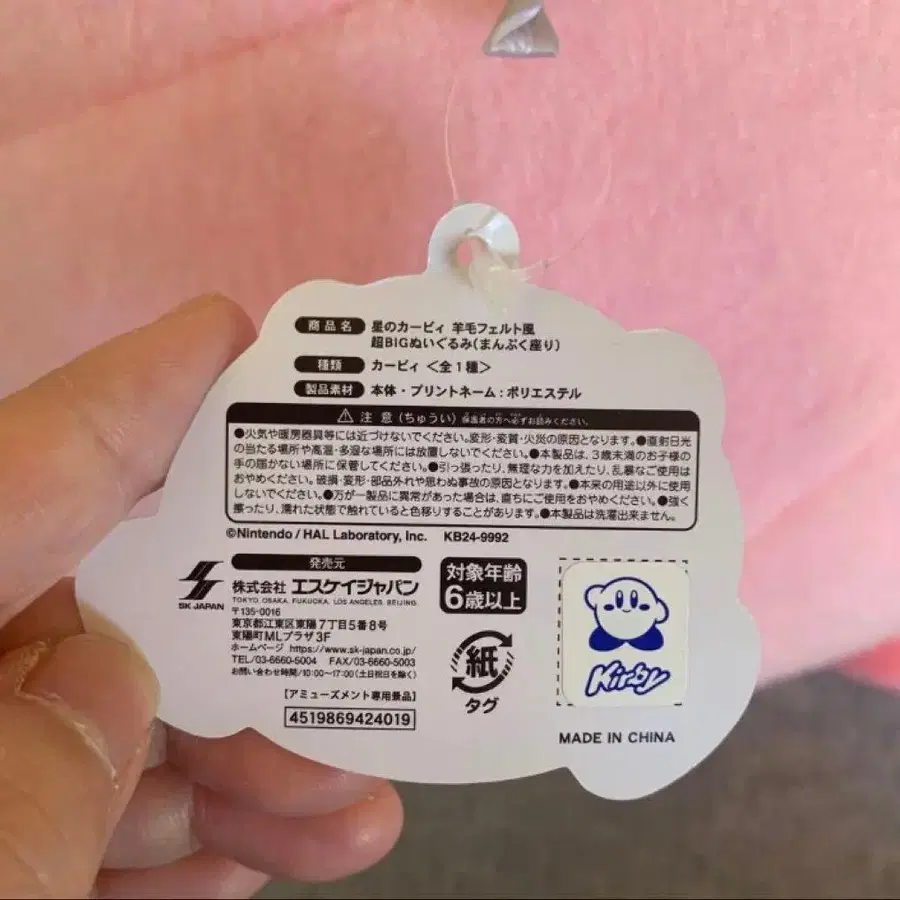 商品名 星のカービィ 羊毛フェルト風
超BIGぬいぐるみ(まんぷく座り)
種類 カービィ <全1種>
製品素材 本体・プリントネーム:ポリエステル
注意(ちゅうい) 保護者の方へ必ずお読みください。
●火気や暖房器具等には近づけないでください。変形・変質・火災の原因となります。●直射日光
の当たる場所や高温・多湿な場所には放置しないでください。●本製品は、3歳未満のお子様の
手の届かない場所に保管してください。●引っ張ったり、無理な力を加えたり、乱暴なご使用は
おやめください。破損・変形・部品外れや思わぬ事故の原因となります。●本来の用途以外に使用
しないでください。●万が一製品に異常があった場合は、直ちにご使用をおやめください。●強く
擦ったり、濡れた状態で触れていると色移りすることがあります。●本製品は洗濯出来ません。
©Nintendo / HAL Laboratory, Inc. KB24-9992
発売元
SK JAPAN
株式会社 エスケイジャパン
TOKYO. OSAKA. FUKUOKA. LOS ANGELES. BEIJING.
〒135-0016
東京都江東区東陽7丁目5番8号
東陽町MLプラザ3F
ホームページ https://www.sk-japan.co.jp/
TEL/03-6660-5004 FAX/03-6660-5003
お問い合わせ時間/10:00〜17:00(土日祝日を除く)
[アミューズメント専用景品]
4519869424019
対象年齢
6歳以上
紙
タグ
Kirby
MADE IN CHINA